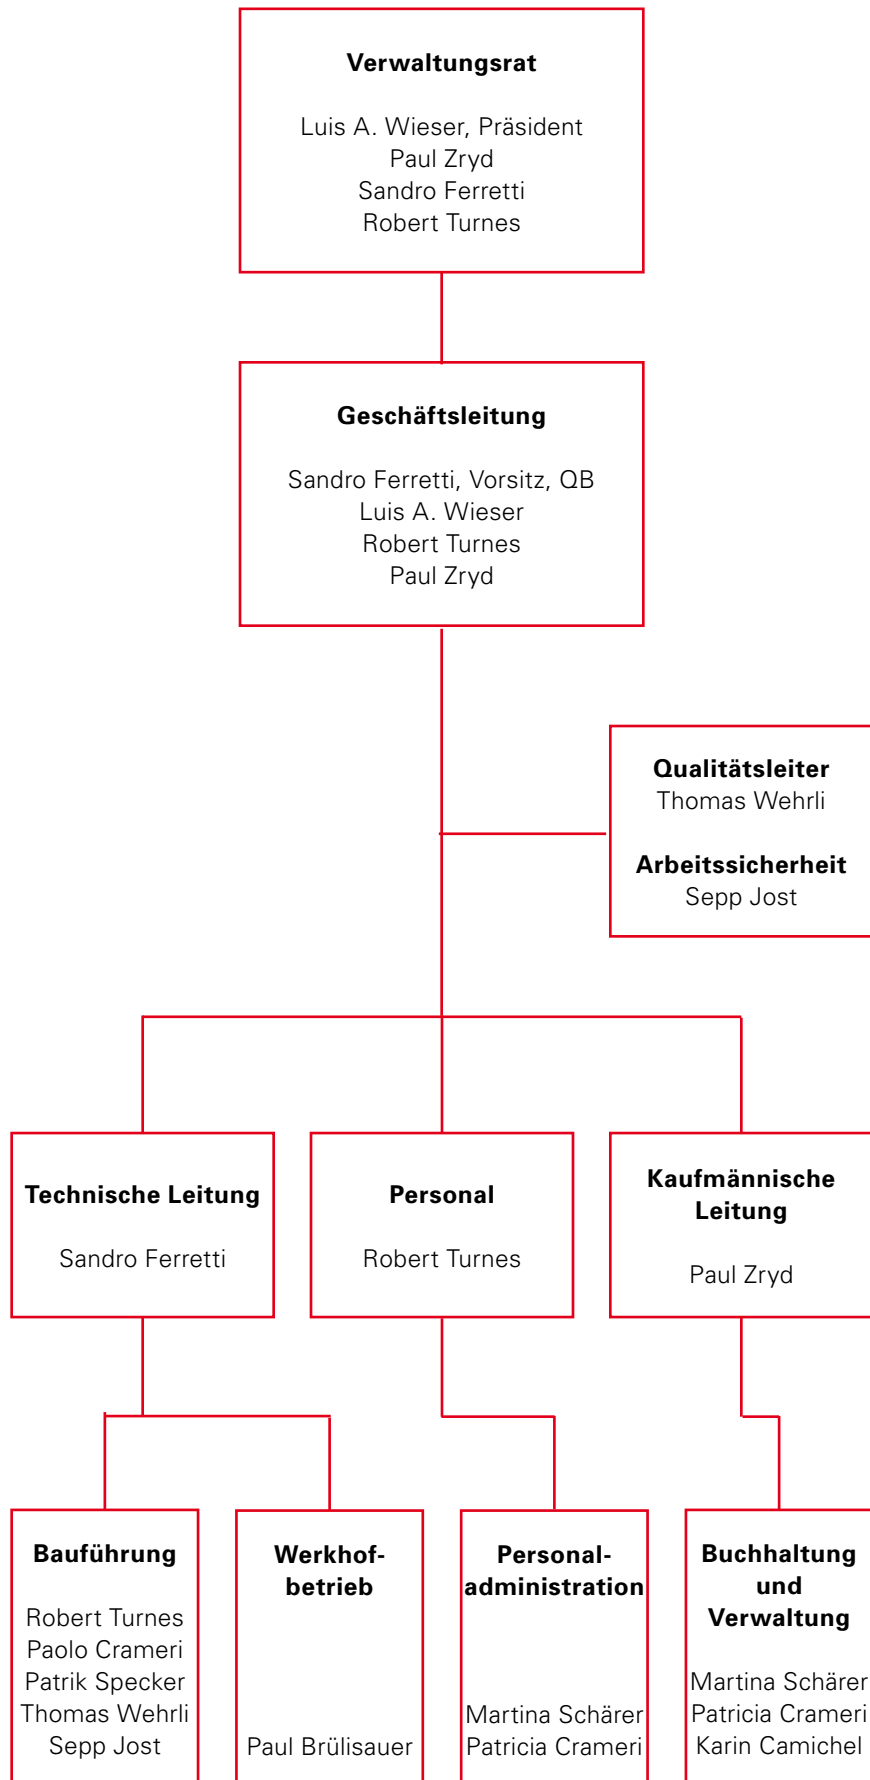 Verwaltungsrat
Luis A. Wieser, Präsident
Paul Zryd
Sandro Ferretti
Robert Turnes
Geschäftsleitung
Sandro Ferretti, Vorsitz, QB
Luis A. Wieser
Robert Turnes
Paul Zryd
Qualitätsleiter
Thomas Wehrli
Arbeitssicherheit
Sepp Jost
Technische Leitung
Sandro Ferretti
Personal
Robert Turnes
Kaufmännische
Leitung
Paul Zryd
Bauführung
Robert Turnes
Paolo Crameri
Patrik Specker
Thomas Wehrli
Sepp Jost
Werkhof-
betrieb
Paul Brülisauer
Personal-
administration
Martina Schärer
Patricia Crameri
Buchhaltung
und
Verwaltung
Martina Schärer
Patricia Crameri
Karin Camichel